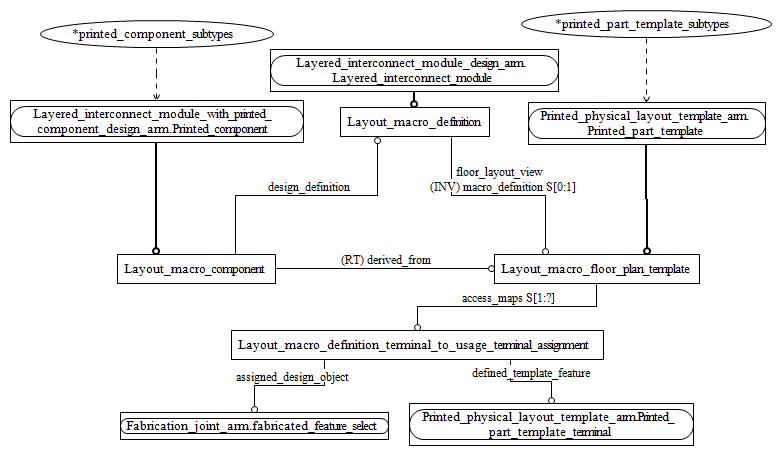 *printed_component_subtypes
*printed_part_template_subtypes
Layered_interconnect_module_design_arm.
Layered_interconnect_module
Layered_interconnect_module_with_printed_
component_design_arm.Printed_component
Layout_macro_definition
Printed_physical_layout_template_arm.
Printed_part_template
floor_layout_view
design_definition
(INV) macro_definition S[0:1]
Layout_macro_component
(RT) derived_from
Layout_macro_floor_plan_template
access_maps S[1:?]
Layout_macro_definition_terminal_to_usage_terminal_assignment
assigned_design_object
defined_template_feature
Fabrication_joint_arm.fabricated_feature_select
Printed_physical_layout_template_arm.Printed_
part_template_terminal